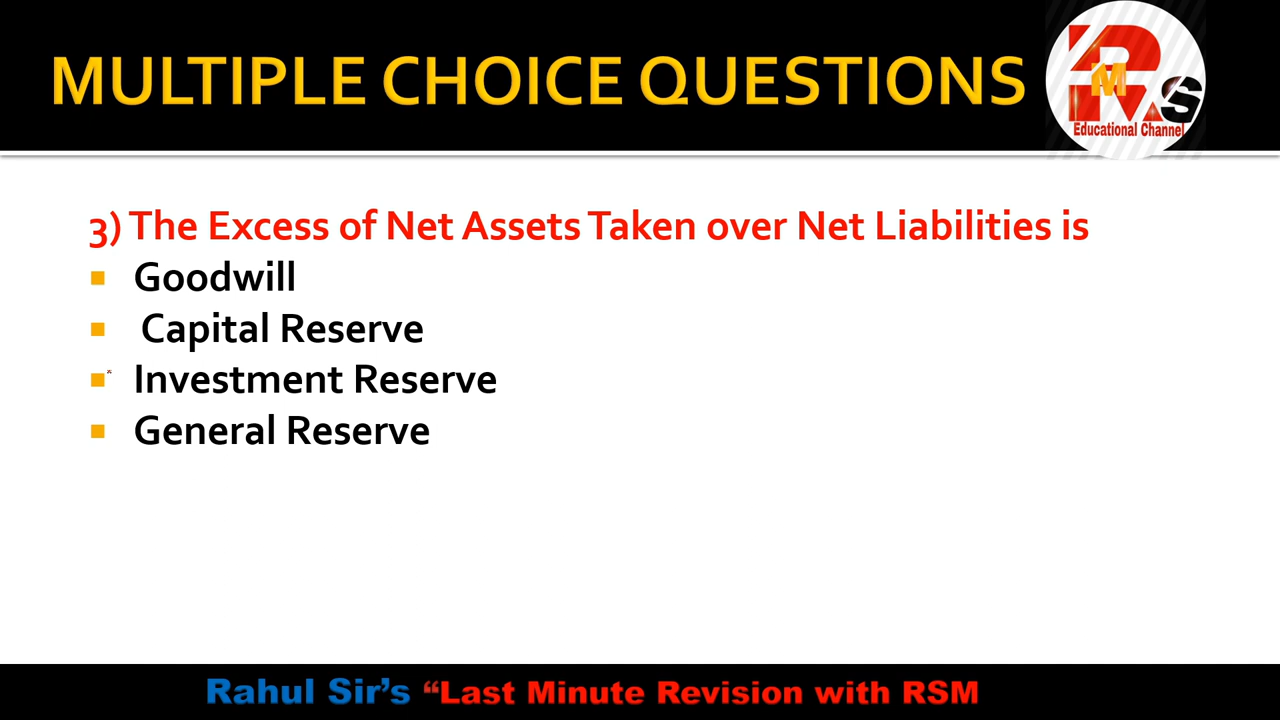 MULTIPLE CHOICE QUESTIONS
RMS
Educational Channel
3) The Excess of Net Assets Taken over Net Liabilities is
Goodwill
Capital Reserve
Investment Reserve
General Reserve
Rahul Sir's “Last Minute Revision with RSM